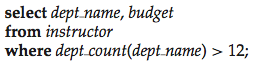 select dept_name, budget
from instructor
where dept_count(dept_name) > 12;